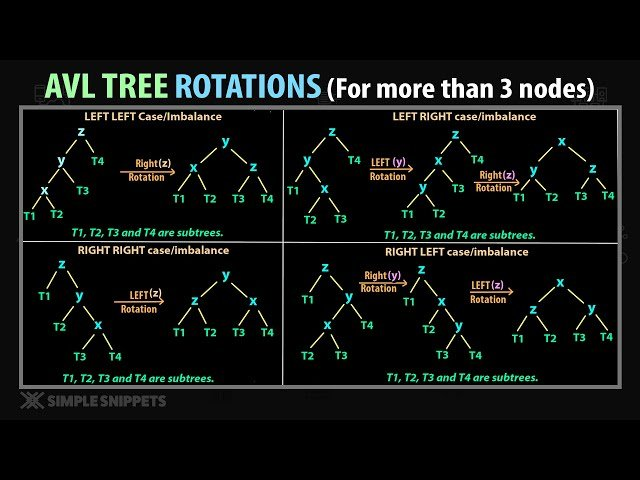 AVL TREE ROTATIONS (For more than 3 nodes)
LEFT LEFT Case/Imbalance
z
y T4
x T3
T1 T2
Right(z)
Rotation
y
x z
T1 T2 T3 T4
T1, T2, T3 and T4 are subtrees.
LEFT RIGHT case/imbalance
z
y T4
T1 x
T2 T3
LEFT (y)
Rotation
z
x T4
y T3
T1 T2
Right(z)
Rotation
x
y z
T1 T2 T3 T4
T1, T2, T3 and T4 are subtrees.
RIGHT RIGHT case/imbalance
z
T1 y
T2 x
T3 T4
LEFT (z)
Rotation
y
z x
T1 T2 T3 T4
T1, T2, T3 and T4 are subtrees.
RIGHT LEFT case/imbalance
z
T1 y
x T4
T2 T3
Right(y)
Rotation
z
T1 x
T2 y
T3 T4
LEFT(z)
Rotation
x
z y
T1 T2 T3 T4
T1, T2, T3 and T4 are subtrees.
SIMPLE SNIPPETS